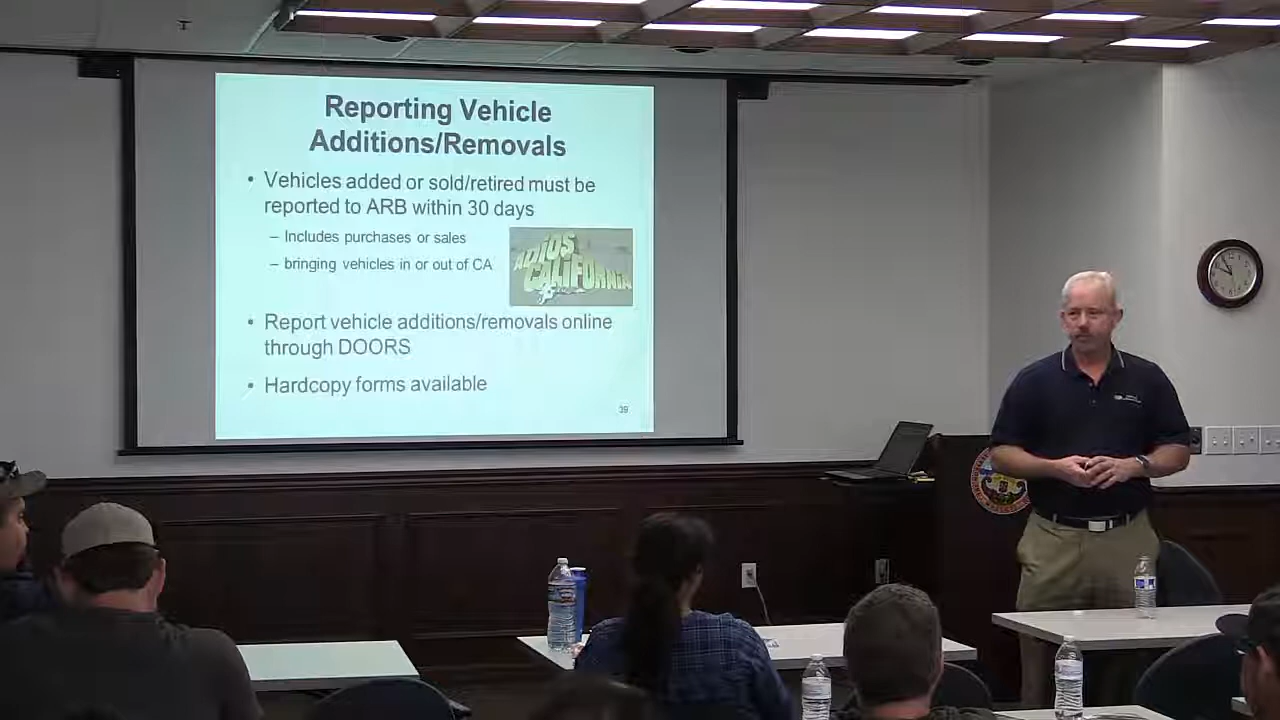 Reporting Vehicle
Additions/Removals
• Vehicles added or sold/retired must be
reported to ARB within 30 days
– Includes purchases or sales
– bringing vehicles in or out of CA
ADIOS
CALIFORNIA
• Report vehicle additions/removals online
through DOORS
• Hardcopy forms available
39